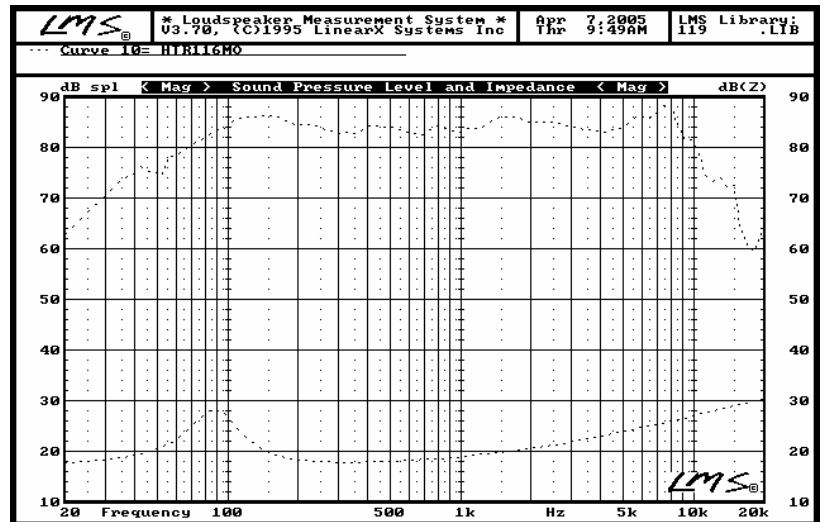 LMS®
* Loudspeaker Measurement System *
V3.70, (C)1995 LinearX Systems Inc
Apr 7,2005
Thr 9:49AM
LMS Library:
119 .LIB
··· Curve 10= HTR116MO
dB spl < Mag > Sound Pressure Level and Impedance < Mag > dB(Z)
90 90
80 80
70 70
60 60
50 50
40 40
30 30
20 20
LMS®
10 10
20 Frequency 100 500 1k Hz 5k 10k 20k